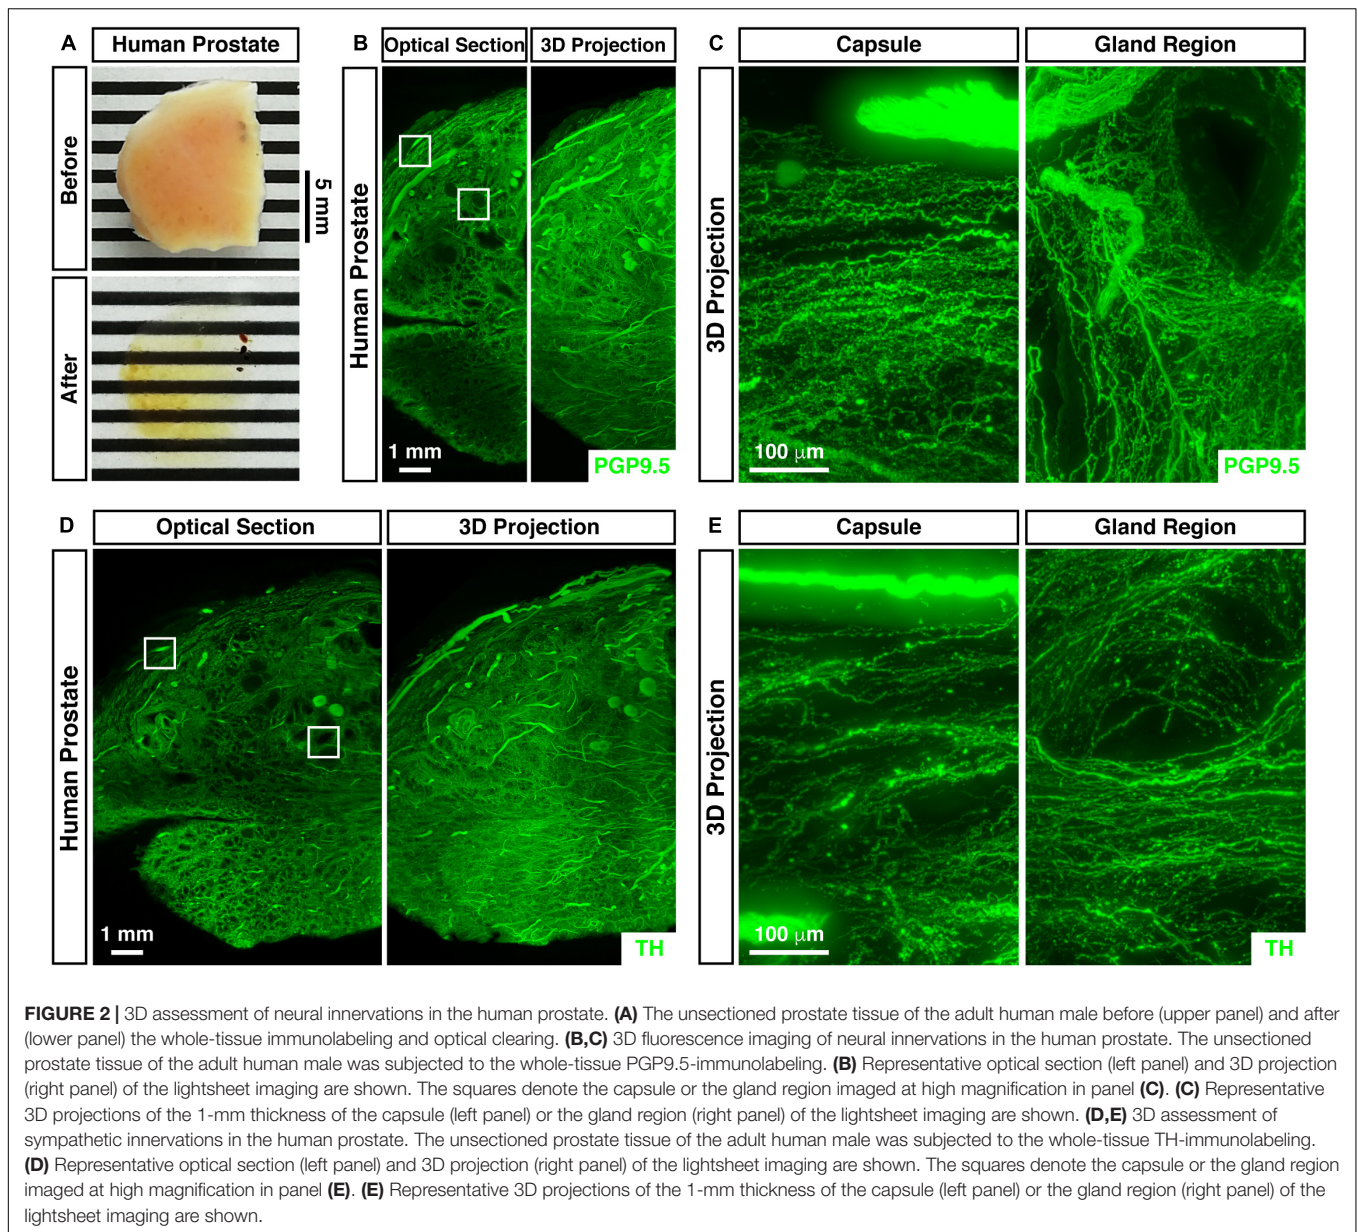 A
Human Prostate
Before
5 mm
After
B
Optical Section
3D Projection
Human Prostate
1 mm
PGP9.5
C
Capsule
Gland Region
3D Projection
100 μm
PGP9.5
D
Optical Section
3D Projection
Human Prostate
1 mm
TH
E
Capsule
Gland Region
3D Projection
100 μm
TH
FIGURE 2 | 3D assessment of neural innervations in the human prostate. (A) The unsectioned prostate tissue of the adult human male before (upper panel) and after
(lower panel) the whole-tissue immunolabeling and optical clearing. (B,C) 3D fluorescence imaging of neural innervations in the human prostate. The unsectioned
prostate tissue of the adult human male was subjected to the whole-tissue PGP9.5-immunolabeling. (B) Representative optical section (left panel) and 3D projection
(right panel) of the lightsheet imaging are shown. The squares denote the capsule or the gland region imaged at high magnification in panel (C). (C) Representative
3D projections of the 1-mm thickness of the capsule (left panel) or the gland region (right panel) of the lightsheet imaging are shown. (D,E) 3D assessment of
sympathetic innervations in the human prostate. The unsectioned prostate tissue of the adult human male was subjected to the whole-tissue TH-immunolabeling.
(D) Representative optical section (left panel) and 3D projection (right panel) of the lightsheet imaging are shown. The squares denote the capsule or the gland region
imaged at high magnification in panel (E). (E) Representative 3D projections of the 1-mm thickness of the capsule (left panel) or the gland region (right panel) of the
lightsheet imaging are shown.